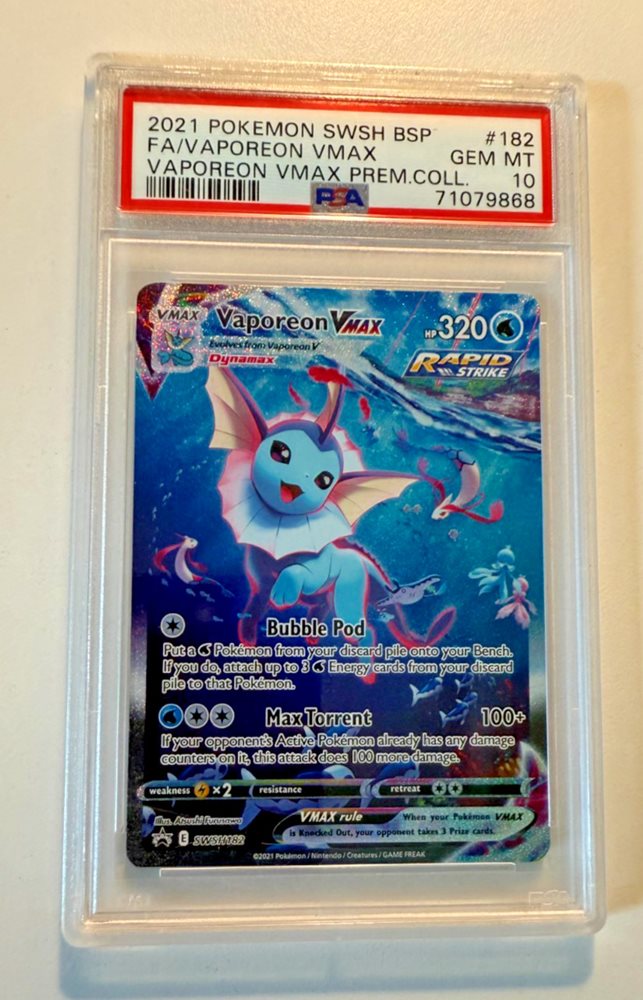 2021 POKEMON SWSH BSP #182
FA/VAPOREON VMAX GEM MT
VAPOREON VMAX PREM.COLL. 10
PSA 71079868
VMAX Vaporeon VMAX HP 320
Evolves from Vaporeon V
Dynamax
RAPID
STRIKE
Bubble Pod
Put a Pokémon from your discard pile onto your Bench.
If you do, attach up to 3 Energy cards from your discard
pile to that Pokémon.
Max Torrent 100+
If your opponent's Active Pokémon already has any damage
counters on it, this attack does 100 more damage.
weakness ×2 resistance retreat
Illus. Atsushi Furusawa
VMAX rule When your Pokémon VMAX
is Knocked Out, your opponent takes 3 Prize cards.
E SWSH182
©2021 Pokémon / Nintendo / Creatures / GAME FREAK